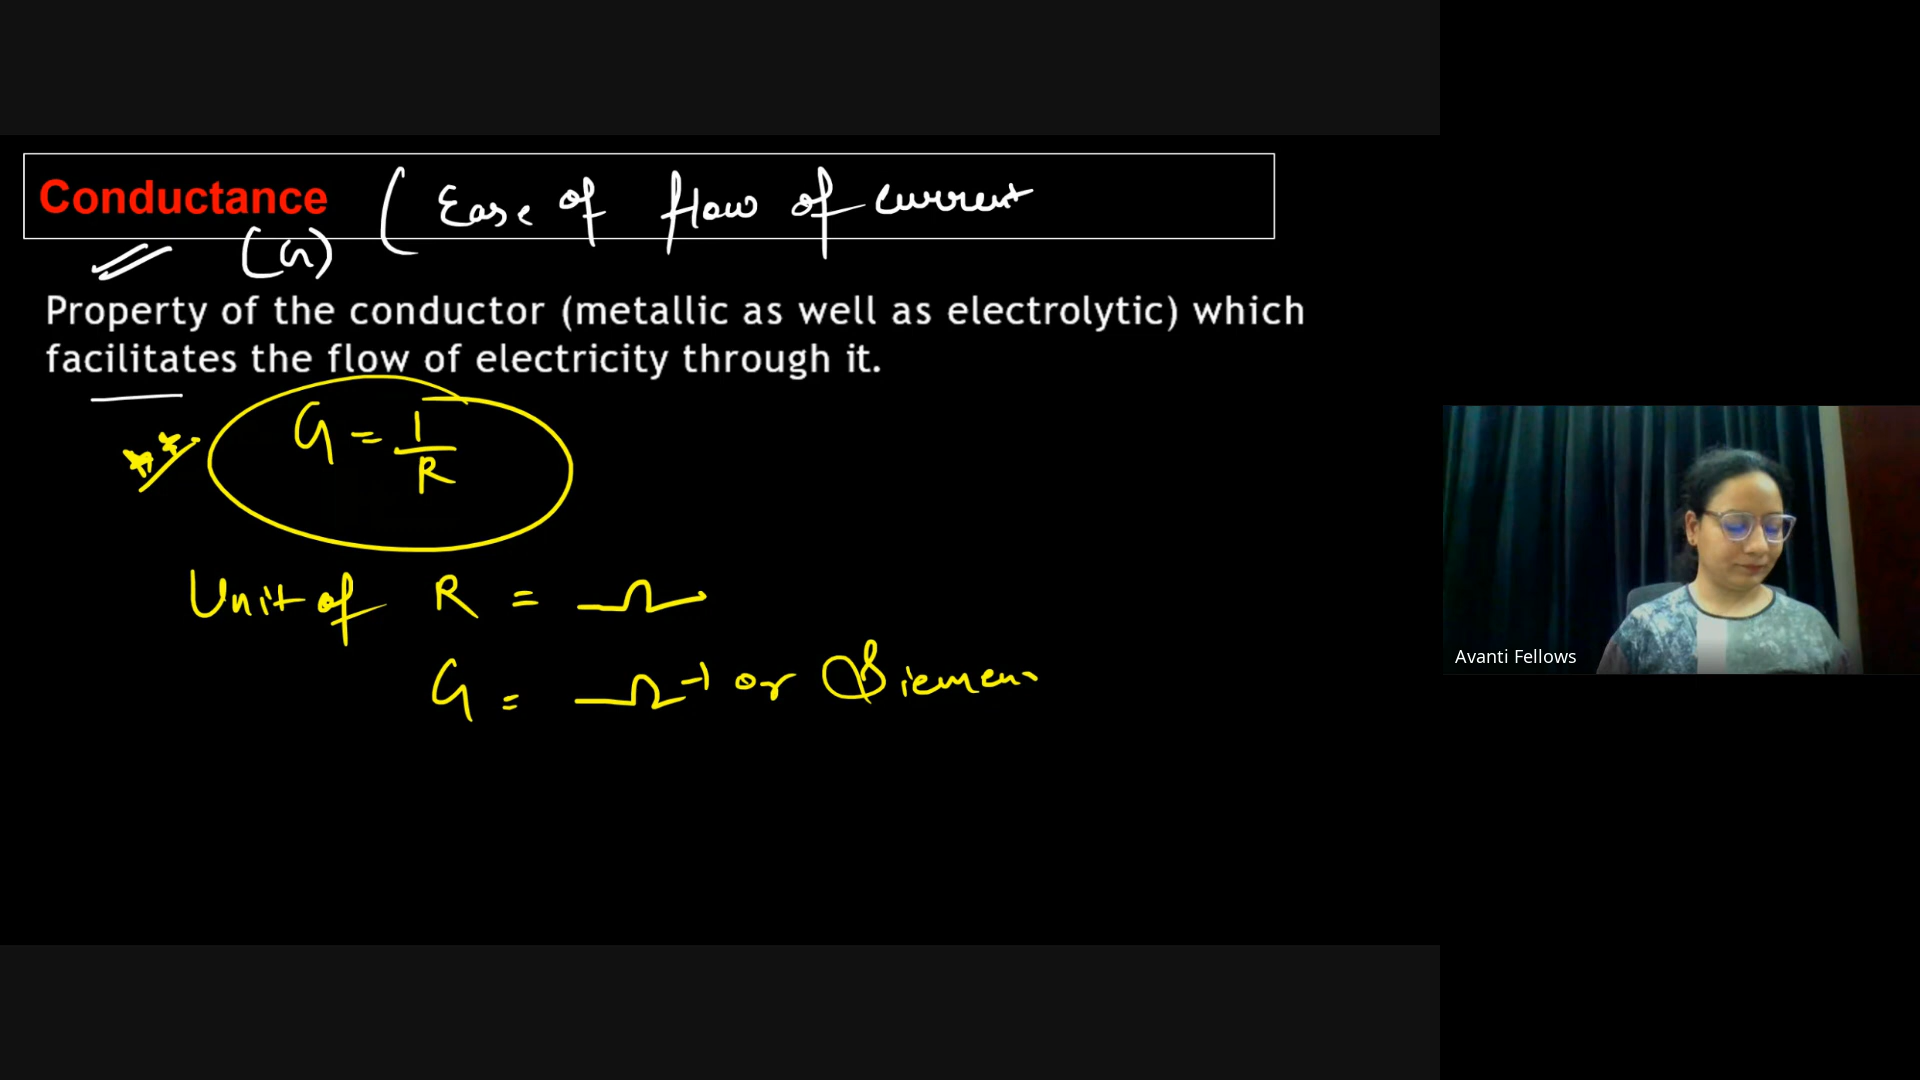 Conductance ( Ease of flow of current
(G)
Property of the conductor (metallic as well as electrolytic) which
facilitates the flow of electricity through it.
G = 1/R
Unit of R = Ω
G = Ω⁻¹ or Siemens
Avanti Fellows